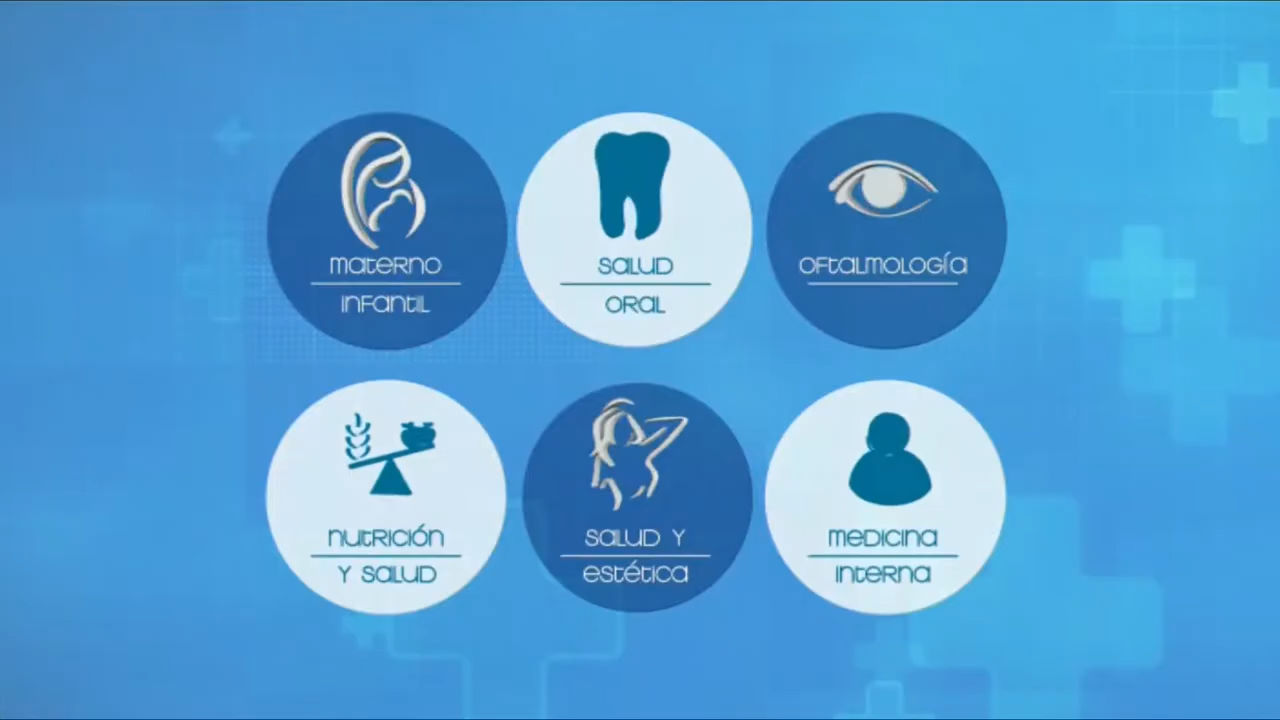 materno
infantil
salud
oral
oftalmología
nutrición
y salud
salud y
estética
medicina
interna